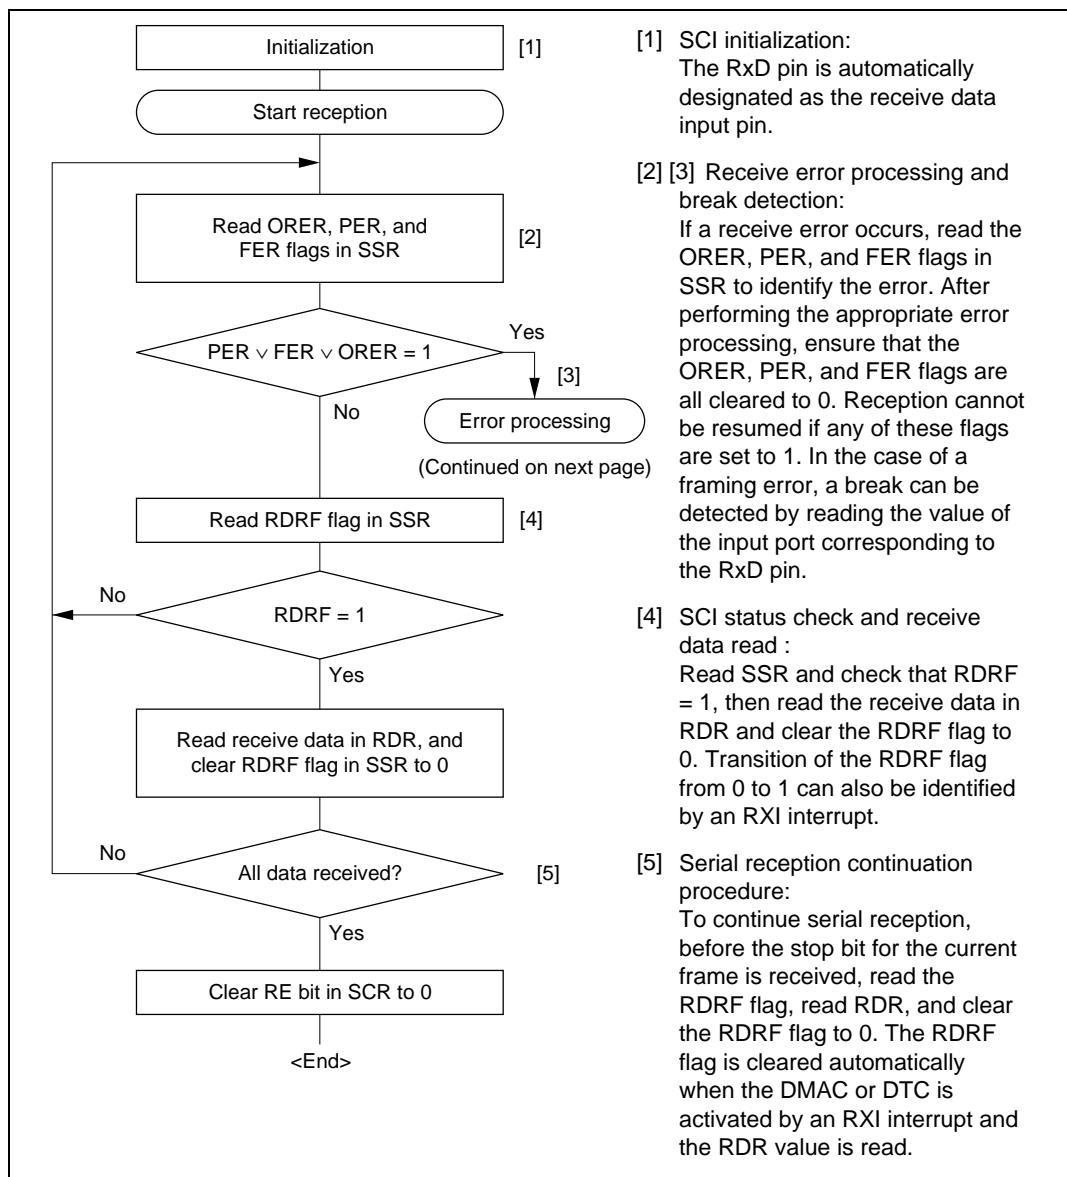 Initialization
[1]
Start reception
Read ORER, PER, and
FER flags in SSR
[2]
Yes
PER ∨ FER ∨ ORER = 1
[3]
No
Error processing
(Continued on next page)
Read RDRF flag in SSR
[4]
No
RDRF = 1
Yes
Read receive data in RDR, and
clear RDRF flag in SSR to 0
No
All data received?
[5]
Yes
Clear RE bit in SCR to 0
<End>
[1] SCI initialization:
The RxD pin is automatically
designated as the receive data
input pin.
[2] [3] Receive error processing and
break detection:
If a receive error occurs, read the
ORER, PER, and FER flags in
SSR to identify the error. After
performing the appropriate error
processing, ensure that the
ORER, PER, and FER flags are
all cleared to 0. Reception cannot
be resumed if any of these flags
are set to 1. In the case of a
framing error, a break can be
detected by reading the value of
the input port corresponding to
the RxD pin.
[4] SCI status check and receive
data read :
Read SSR and check that RDRF
= 1, then read the receive data in
RDR and clear the RDRF flag to
0. Transition of the RDRF flag
from 0 to 1 can also be identified
by an RXI interrupt.
[5] Serial reception continuation
procedure:
To continue serial reception,
before the stop bit for the current
frame is received, read the
RDRF flag, read RDR, and clear
the RDRF flag to 0. The RDRF
flag is cleared automatically
when the DMAC or DTC is
activated by an RXI interrupt and
the RDR value is read.